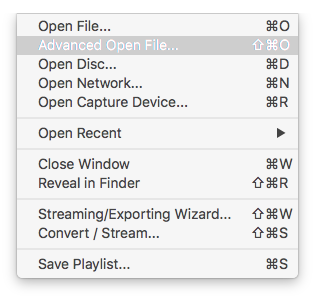 Open File... ⌘O
Advanced Open File... ⇧⌘O
Open Disc... ⌘D
Open Network... ⌘N
Open Capture Device... ⌘R
Open Recent ▶
Close Window ⌘W
Reveal in Finder ⇧⌘R
Streaming/Exporting Wizard... ⇧⌘W
Convert / Stream... ⇧⌘S
Save Playlist... ⌘S